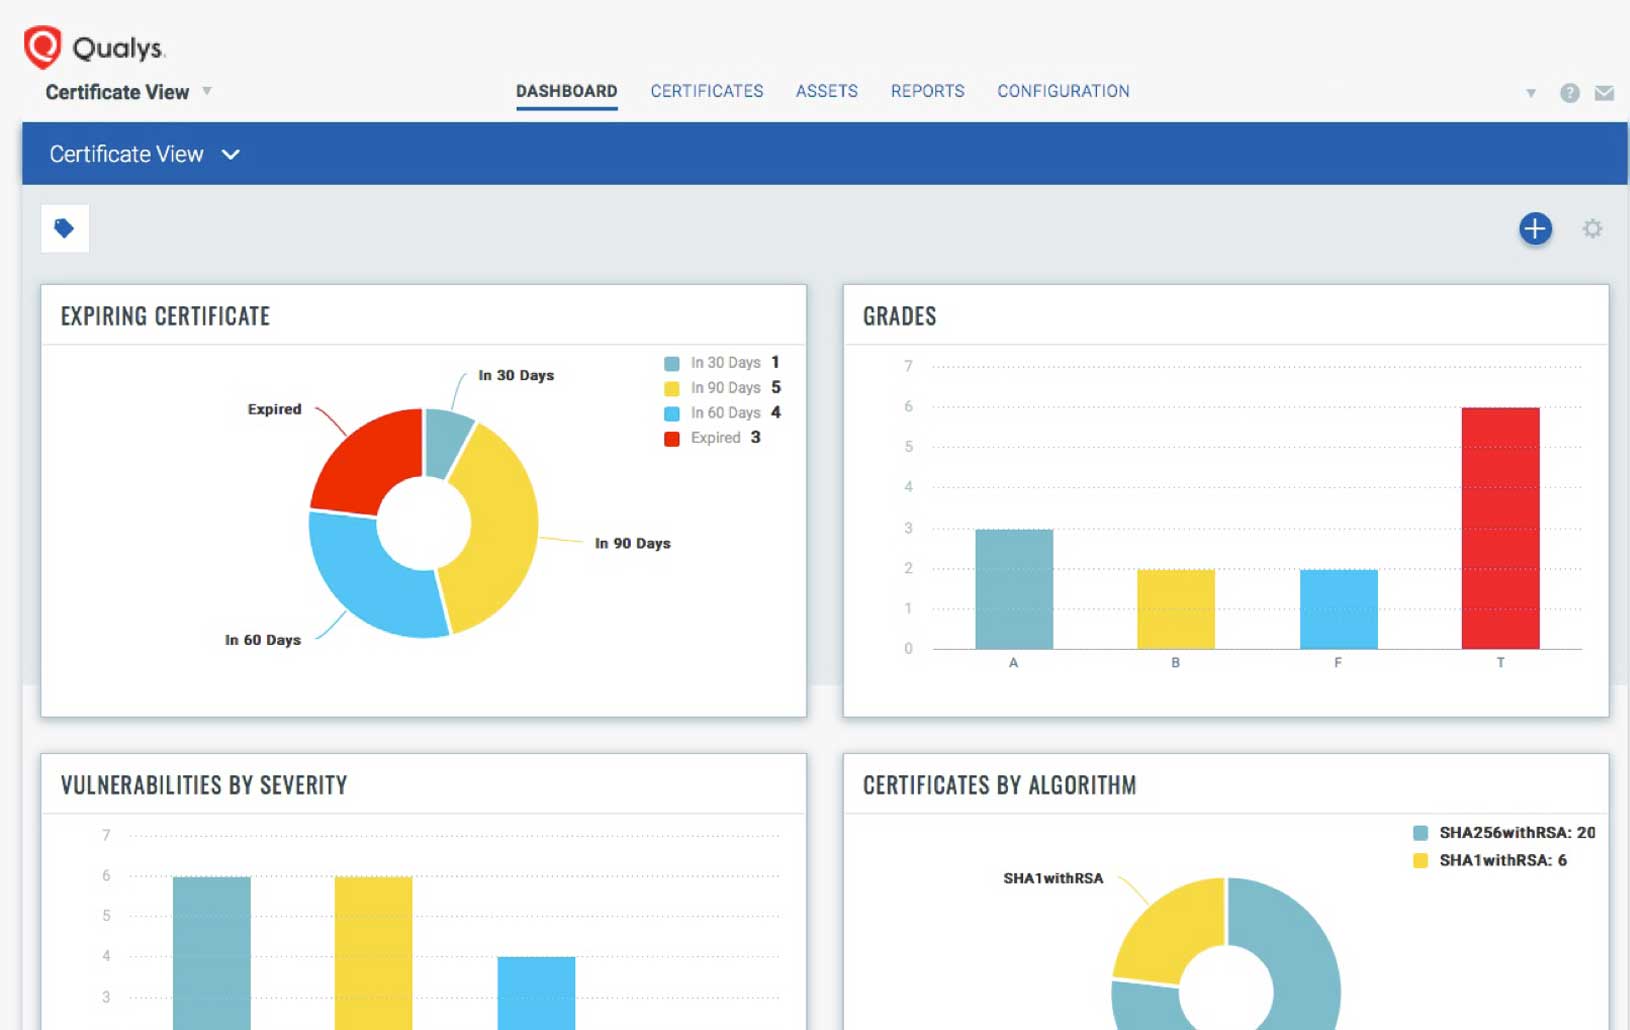 Qualys.
Certificate View
DASHBOARD CERTIFICATES ASSETS REPORTS CONFIGURATION
?
Certificate View
EXPIRING CERTIFICATE
In 30 Days 1
In 90 Days 5
In 60 Days 4
Expired 3
In 30 Days
Expired
In 90 Days
In 60 Days
GRADES
7
6
5
4
3
2
1
0
A B F T
VULNERABILITIES BY SEVERITY
7
6
5
4
3
CERTIFICATES BY ALGORITHM
SHA256withRSA: 20
SHA1withRSA: 6
SHA1withRSA